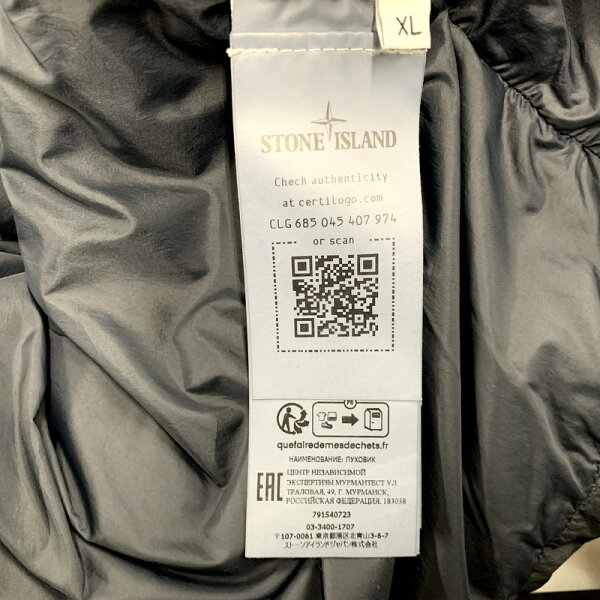 XL
STONE ISLAND
Check authenticity
at certilogo.com
CLG 685 045 407 974
or scan
FR
quefairedemesdechets.fr
НАИМЕНОВАНИЕ: ПУХОВИК
EAC
ЦЕНТР НЕЗАВИСИМОЙ
ЭКСПЕРТИЗЫ МУРМАНТЕСТ УЛ.
ТРАЛОВАЯ, 49, Г. МУРМАНСК,
РОССИЙСКАЯ ФЕДЕРАЦИЯ, 183038
791540723
03-3400-1707
〒107-0061 東京都港区北青山3-6-7
ストーンアイランドジャパン株式会社